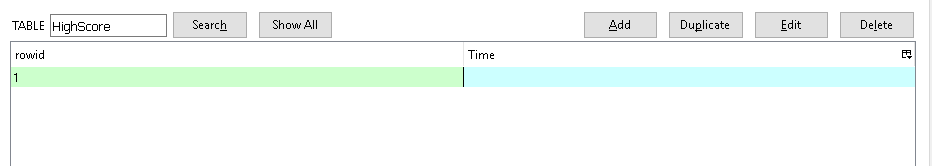 TABLE HighScore Search Show All Add Duplicate Edit Delete
rowid Time
1